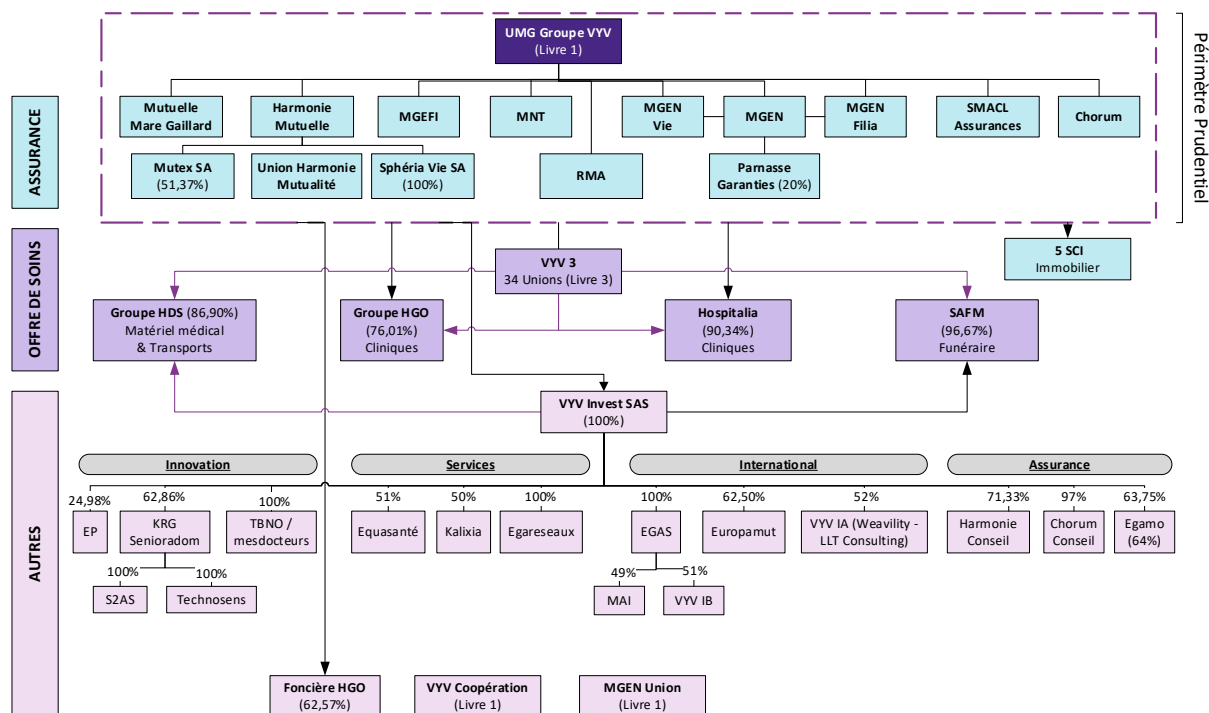 UMG Groupe VYV
(Livre 1)
Périmètre Prudentiel
ASSURANCE
Mutuelle
Mare Gaillard
Harmonie
Mutuelle
MGEFI
MNT
MGEN
Vie
MGEN
MGEN
Filia
SMACL
Assurances
Chorum
Mutex SA
(51,37%)
Union Harmonie
Mutualité
Sphéria Vie SA
(100%)
RMA
Parnasse
Garanties (20%)
OFFRE DE SOINS
VYV 3
34 Unions (Livre 3)
5 SCI
Immobilier
Groupe HDS (86,90%)
Matériel médical
& Transports
Groupe HGO
(76,01%)
Cliniques
Hospitalia
(90,34%)
Cliniques
SAFM
(96,67%)
Funéraire
AUTRES
VYV Invest SAS
(100%)
Innovation
Services
International
Assurance
24,98%
62,86%
100%
51%
50%
100%
100%
62,50%
52%
71,33%
97%
63,75%
EP
KRG
Senioradom
TBNO /
mesdocteurs
Equasanté
Kalixia
Egareseaux
EGAS
Europamut
VYV IA (Weavility -
LLT Consulting)
Harmonie
Conseil
Chorum
Conseil
Egamo
(64%)
100%
100%
49%
51%
S2AS
Technosens
MAI
VYV IB
Foncière HGO
(62,57%)
VYV Coopération
(Livre 1)
MGEN Union
(Livre 1)